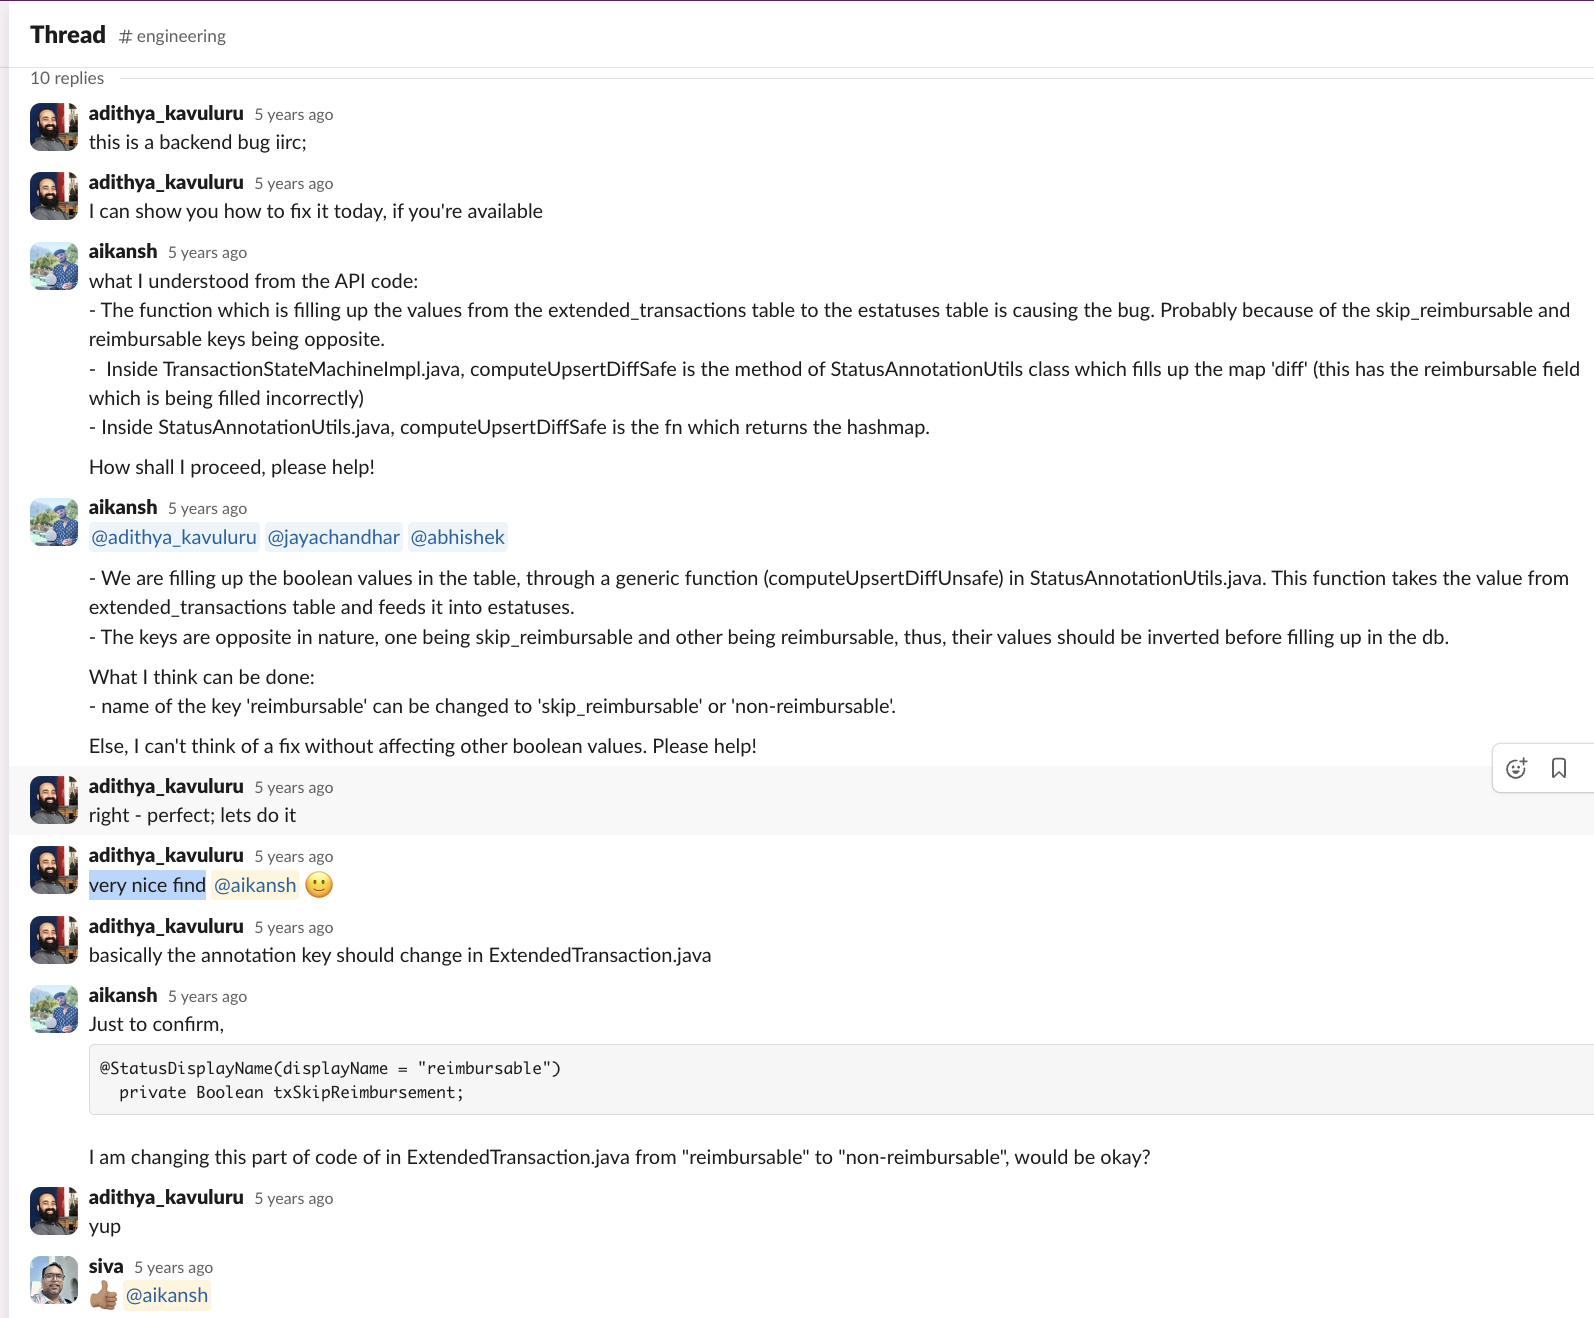 Thread # engineering
10 replies
adithya_kavuluru 5 years ago
this is a backend bug iirc;
adithya_kavuluru 5 years ago
I can show you how to fix it today, if you're available
aikansh 5 years ago
what I understood from the API code:
- The function which is filling up the values from the extended_transactions table to the estatuses table is causing the bug. Probably because of the skip_reimbursable and
reimbursable keys being opposite.
- Inside TransactionStateMachineImpl.java, computeUpsertDiffSafe is the method of StatusAnnotationUtils class which fills up the map 'diff' (this has the reimbursable field
which is being filled incorrectly)
- Inside StatusAnnotationUtils.java, computeUpsertDiffSafe is the fn which returns the hashmap.
How shall I proceed, please help!
aikansh 5 years ago
@adithya_kavuluru @jayachandhar @abhishek
- We are filling up the boolean values in the table, through a generic function (computeUpsertDiffUnsafe) in StatusAnnotationUtils.java. This function takes the value from
extended_transactions table and feeds it into estatuses.
- The keys are opposite in nature, one being skip_reimbursable and other being reimbursable, thus, their values should be inverted before filling up in the db.
What I think can be done:
- name of the key 'reimbursable' can be changed to 'skip_reimbursable' or 'non-reimbursable'.
Else, I can't think of a fix without affecting other boolean values. Please help!
adithya_kavuluru 5 years ago
right - perfect; lets do it
adithya_kavuluru 5 years ago
very nice find @aikansh 🙂
adithya_kavuluru 5 years ago
basically the annotation key should change in ExtendedTransaction.java
aikansh 5 years ago
Just to confirm,
@StatusDisplayName(displayName = "reimbursable")
private Boolean txSkipReimbursement;
I am changing this part of code of in ExtendedTransaction.java from "reimbursable" to "non-reimbursable", would be okay?
adithya_kavuluru 5 years ago
yup
siva 5 years ago
👍🏽 @aikansh